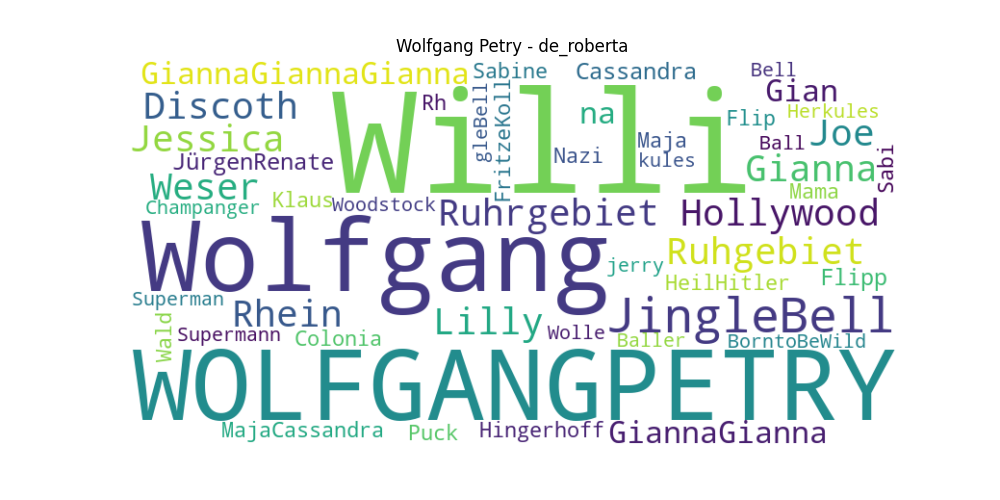 Wolfgang Petry - de_roberta
GiannaGiannaGianna
Sabine
Cassandra
Bell
Gian
Discoth
Rh
gleBell
FritzeKoll
na
Flip
Herkules
Jessica
Willi
Nazi
Maja
kules
Ball
Joe
JürgenRenate
Gianna
Sabi
Weser
Klaus
Woodstock
Mama
Champanger
Ruhrgebiet
Hollywood
Wolfgang
Ruhgebiet
jerry
HeilHitler
Flipp
Superman
Rhein
Lilly
JingleBell
Wald
Supermann
Colonia
Wolle
Baller
BorntoBeWild
WOLFGANGPETRY
MajaCassandra
Puck
Hingerhoff
GiannaGianna